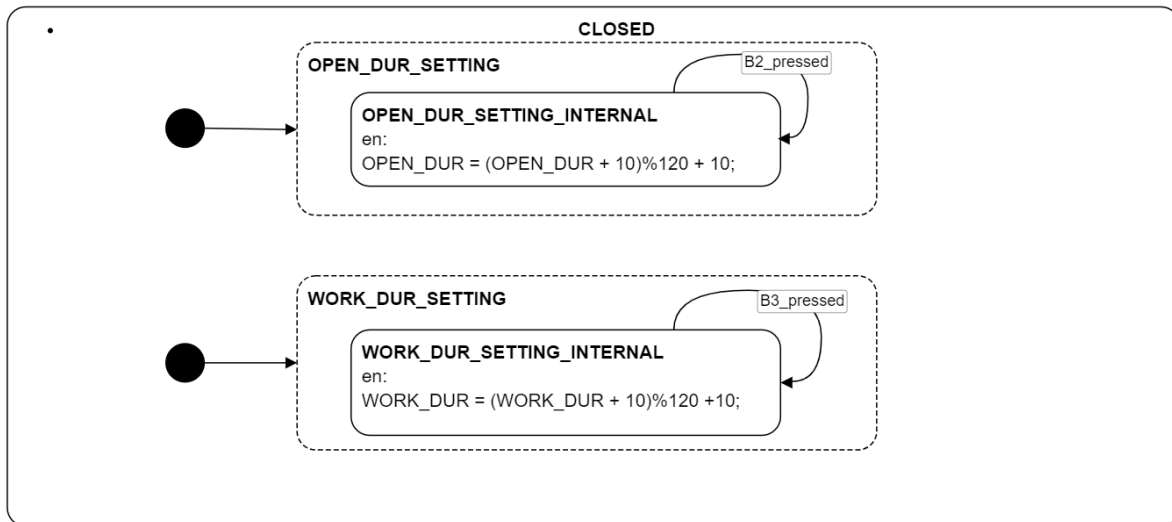 CLOSED
OPEN_DUR_SETTING
B2_pressed
OPEN_DUR_SETTING_INTERNAL
en:
OPEN_DUR = (OPEN_DUR + 10)%120 + 10;
WORK_DUR_SETTING
B3_pressed
WORK_DUR_SETTING_INTERNAL
en:
WORK_DUR = (WORK_DUR + 10)%120 +10;